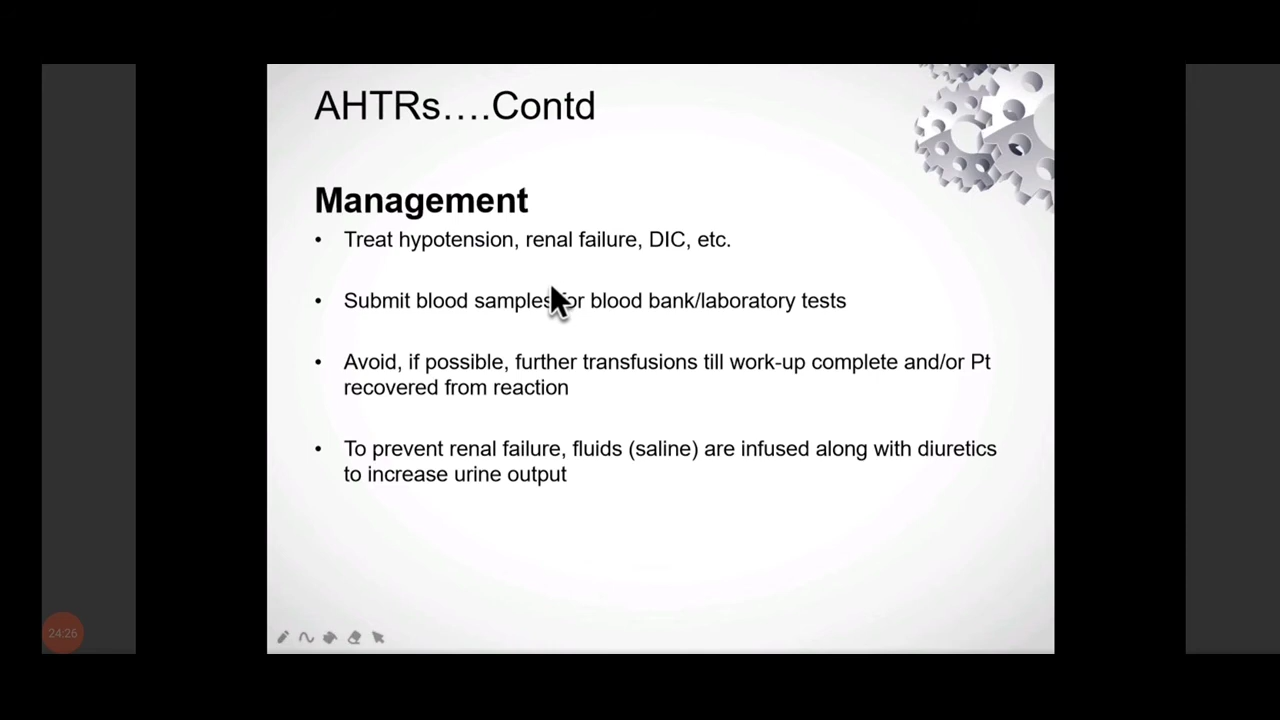 AHTRs….Contd
Management
• Treat hypotension, renal failure, DIC, etc.
• Submit blood samples for blood bank/laboratory tests
• Avoid, if possible, further transfusions till work-up complete and/or Pt
recovered from reaction
• To prevent renal failure, fluids (saline) are infused along with diuretics
to increase urine output
24:26